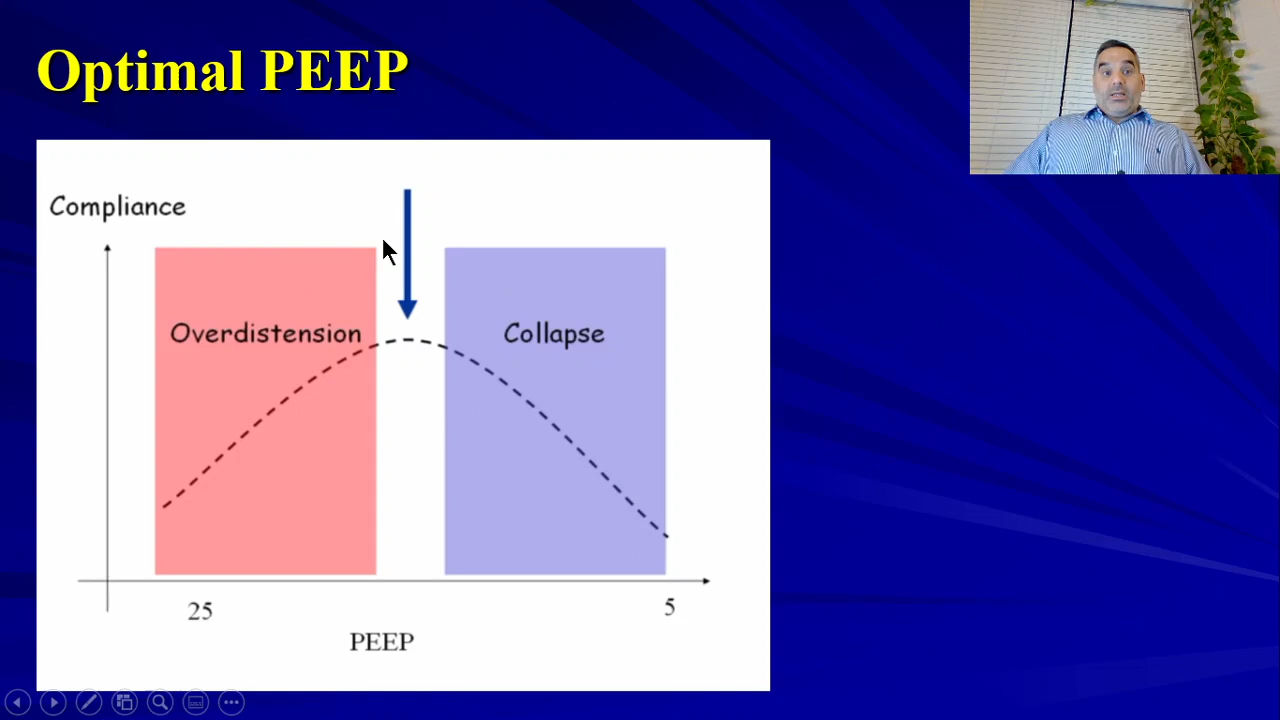 Optimal PEEP
Compliance
Overdistension
Collapse
25
5
PEEP